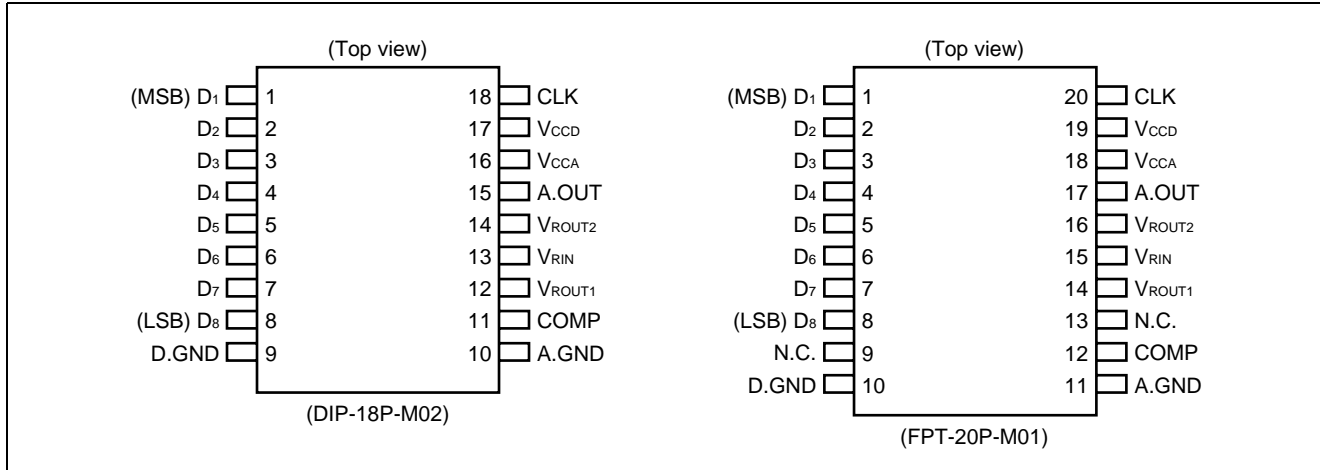 (Top view)
(MSB) D1 1 18 CLK
D2 2 17 VCCD
D3 3 16 VCCA
D4 4 15 A.OUT
D5 5 14 VROUT2
D6 6 13 VRIN
D7 7 12 VROUT1
(LSB) D8 8 11 COMP
D.GND 9 10 A.GND
(DIP-18P-M02)
(Top view)
(MSB) D1 1 20 CLK
D2 2 19 VCCD
D3 3 18 VCCA
D4 4 17 A.OUT
D5 5 16 VROUT2
D6 6 15 VRIN
D7 7 14 VROUT1
(LSB) D8 8 13 N.C.
N.C. 9 12 COMP
D.GND 10 11 A.GND
(FPT-20P-M01)